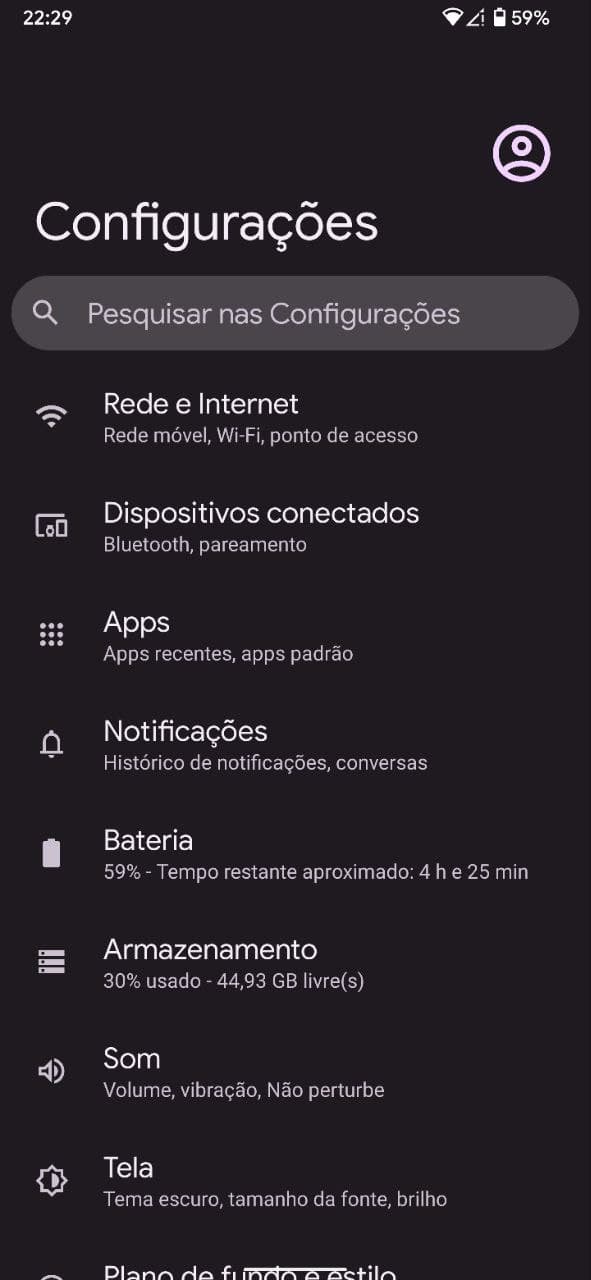 22:29
59%
Configurações
Pesquisar nas Configurações
Rede e Internet
Rede móvel, Wi-Fi, ponto de acesso
Dispositivos conectados
Bluetooth, pareamento
Apps
Apps recentes, apps padrão
Notificações
Histórico de notificações, conversas
Bateria
59% - Tempo restante aproximado: 4 h e 25 min
Armazenamento
30% usado - 44,93 GB livre(s)
Som
Volume, vibração, Não perturbe
Tela
Tema escuro, tamanho da fonte, brilho
Plano de fundo e estilo